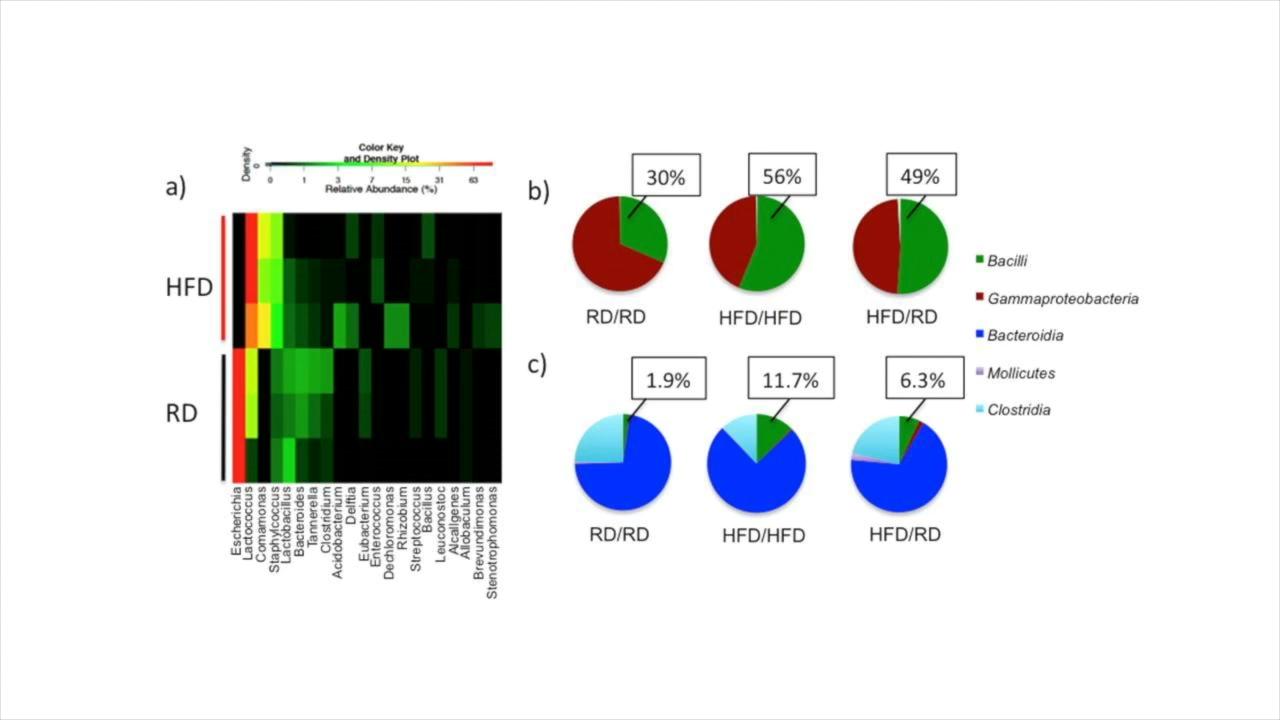 a)
Color Key
and Density Plot
Density
0
0 1 3 7 15 31 63
Relative Abundance (%)
HFD
RD
Escherichia
Lactococcus
Comamonas
Staphylcoccus
Lactobacillus
Bacteroides
Tannerella
Clostridium
Acidobacterium
Delftia
Eubacterium
Enterococcus
Dechloromonas
Rhizobium
Streptococcus
Bacillus
Leuconostoc
Alcaligenes
Allobaculum
Brevundimonas
Stenotrophomonas
b)
30% 56% 49%
RD/RD HFD/HFD HFD/RD
c)
1.9% 11.7% 6.3%
RD/RD HFD/HFD HFD/RD
Bacilli
Gammaproteobacteria
Bacteroidia
Mollicutes
Clostridia